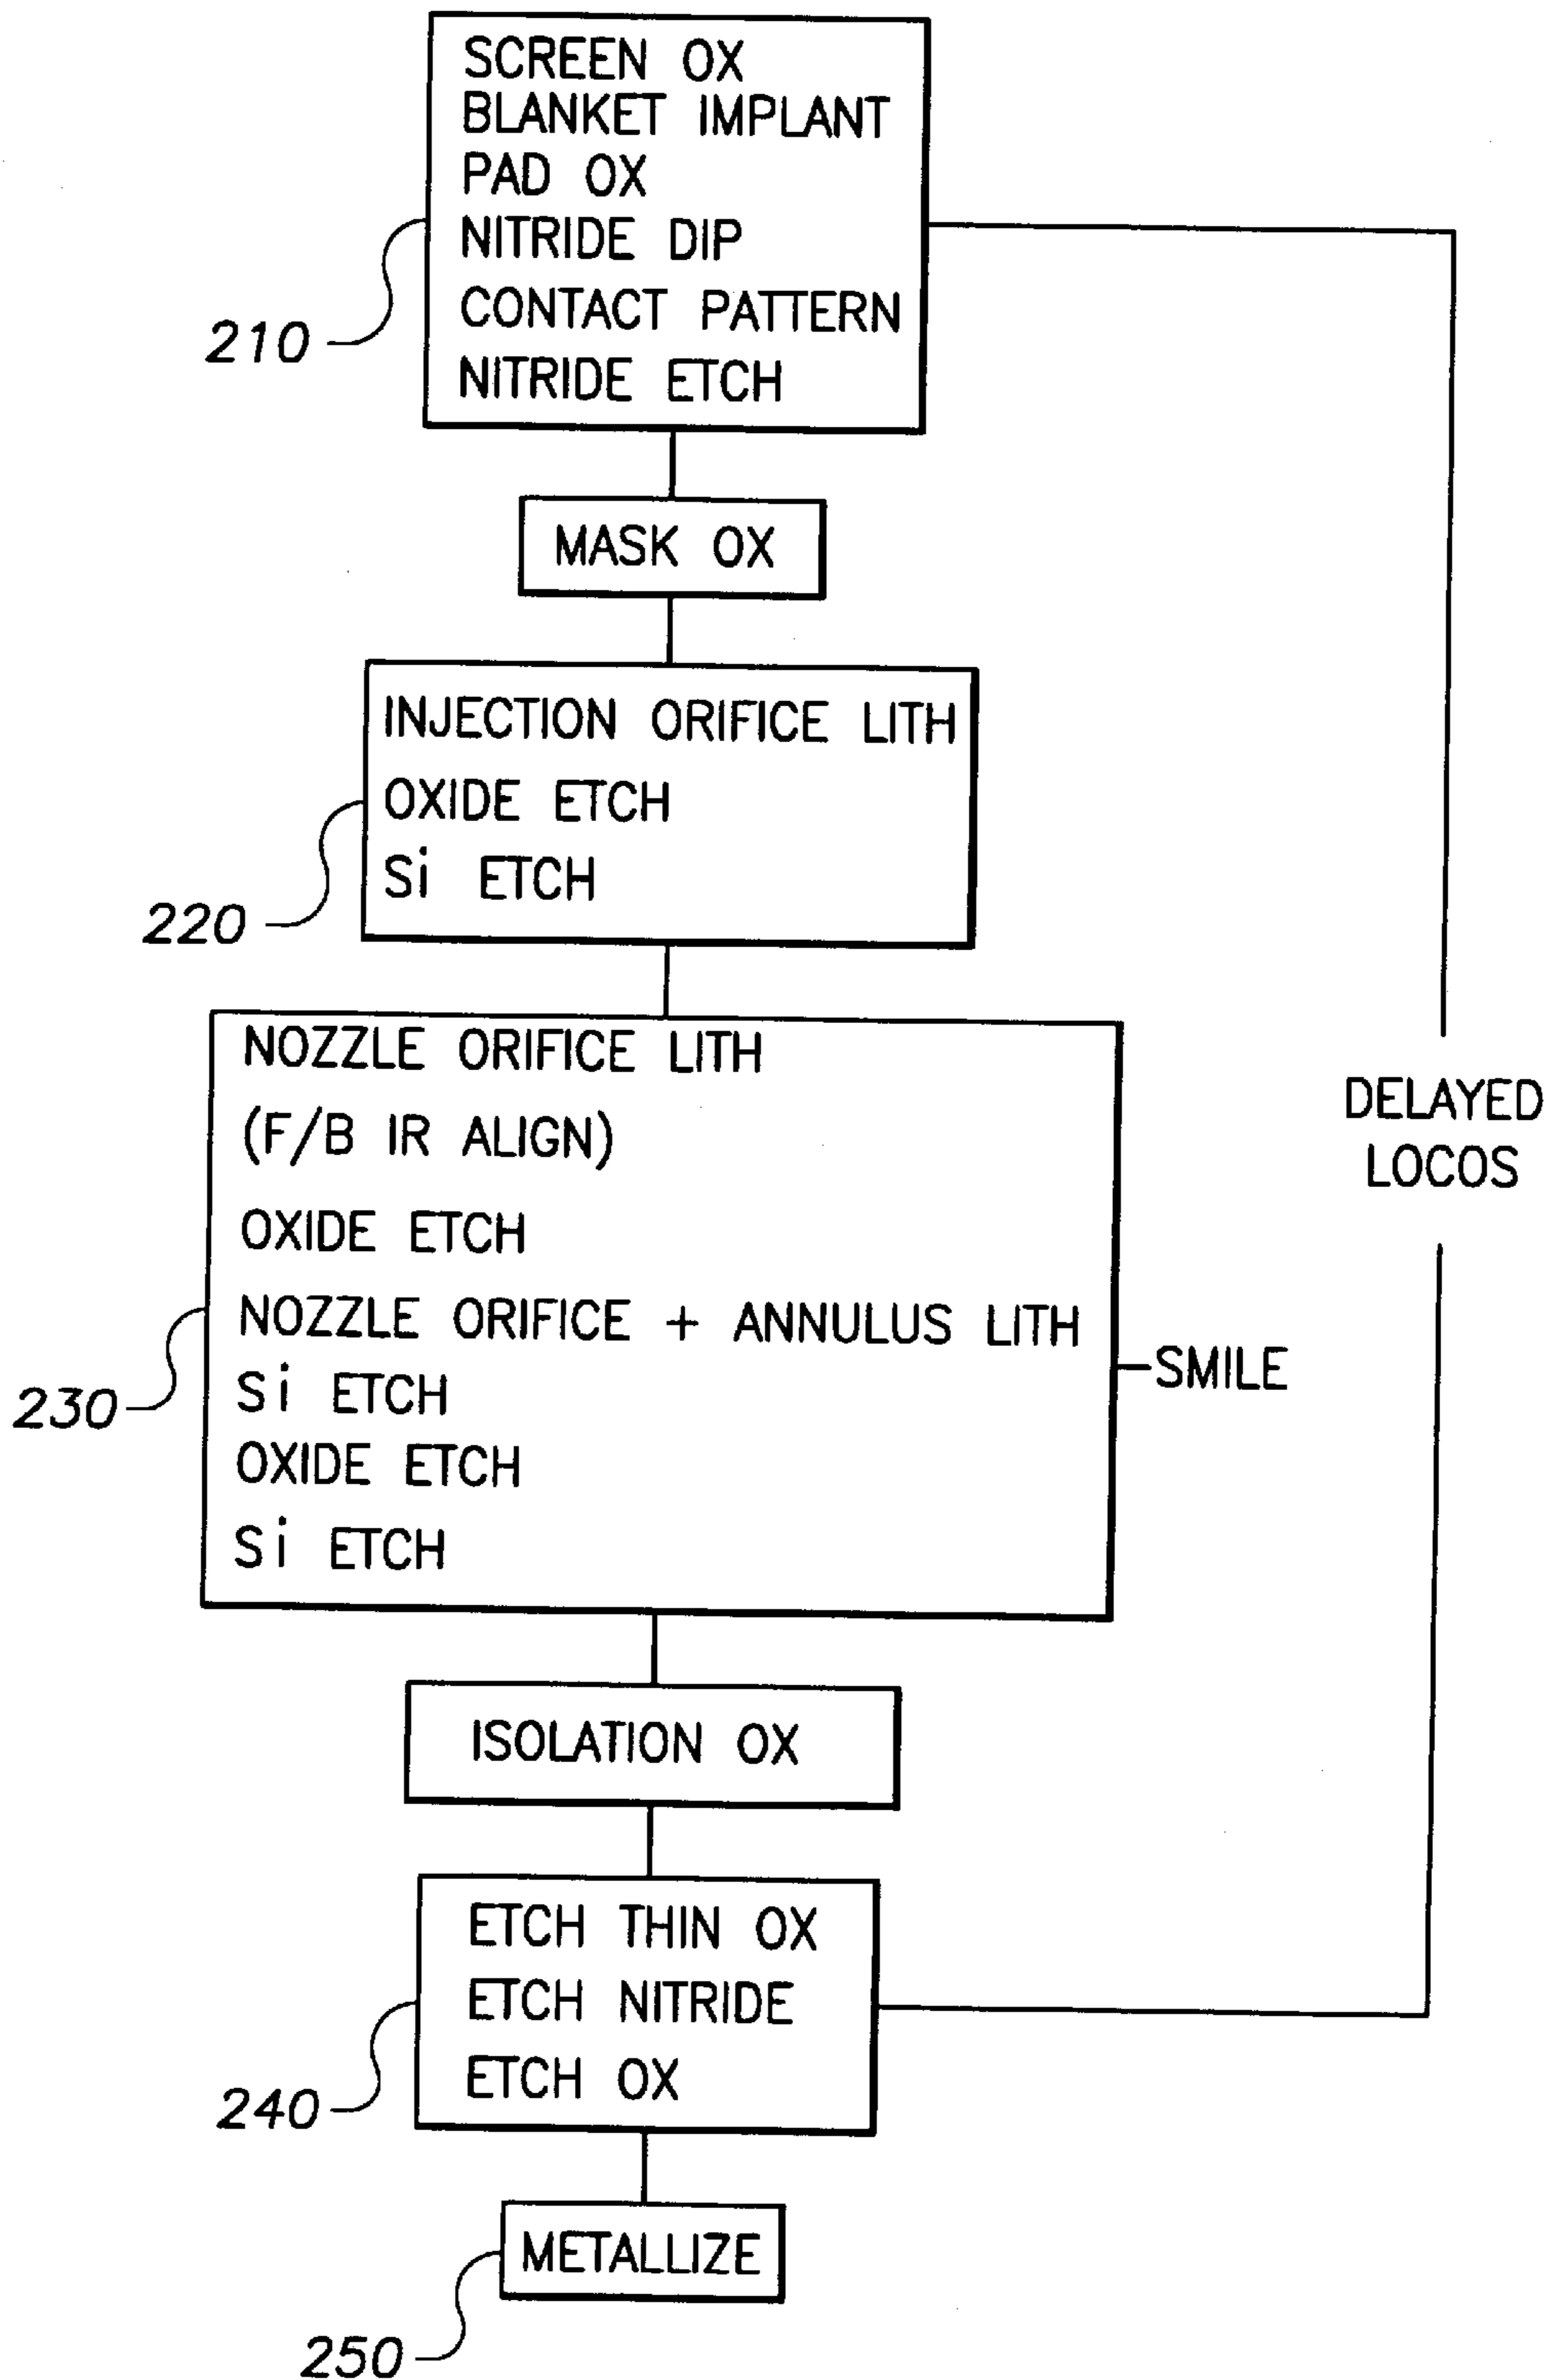 SCREEN OX
BLANKET IMPLANT
PAD OX
NITRIDE DIP
CONTACT PATTERN
NITRIDE ETCH
210
MASK OX
INJECTION ORIFICE LITH
OXIDE ETCH
Si ETCH
220
NOZZLE ORIFICE LITH
(F/B IR ALIGN)
OXIDE ETCH
NOZZLE ORIFICE + ANNULUS LITH
Si ETCH
OXIDE ETCH
Si ETCH
230
SMILE
DELAYED
LOCOS
ISOLATION OX
ETCH THIN OX
ETCH NITRIDE
ETCH OX
240
METALLIZE
250